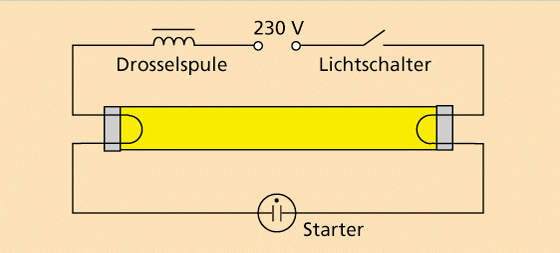 230 V
Drosselspule
Lichtschalter
Starter